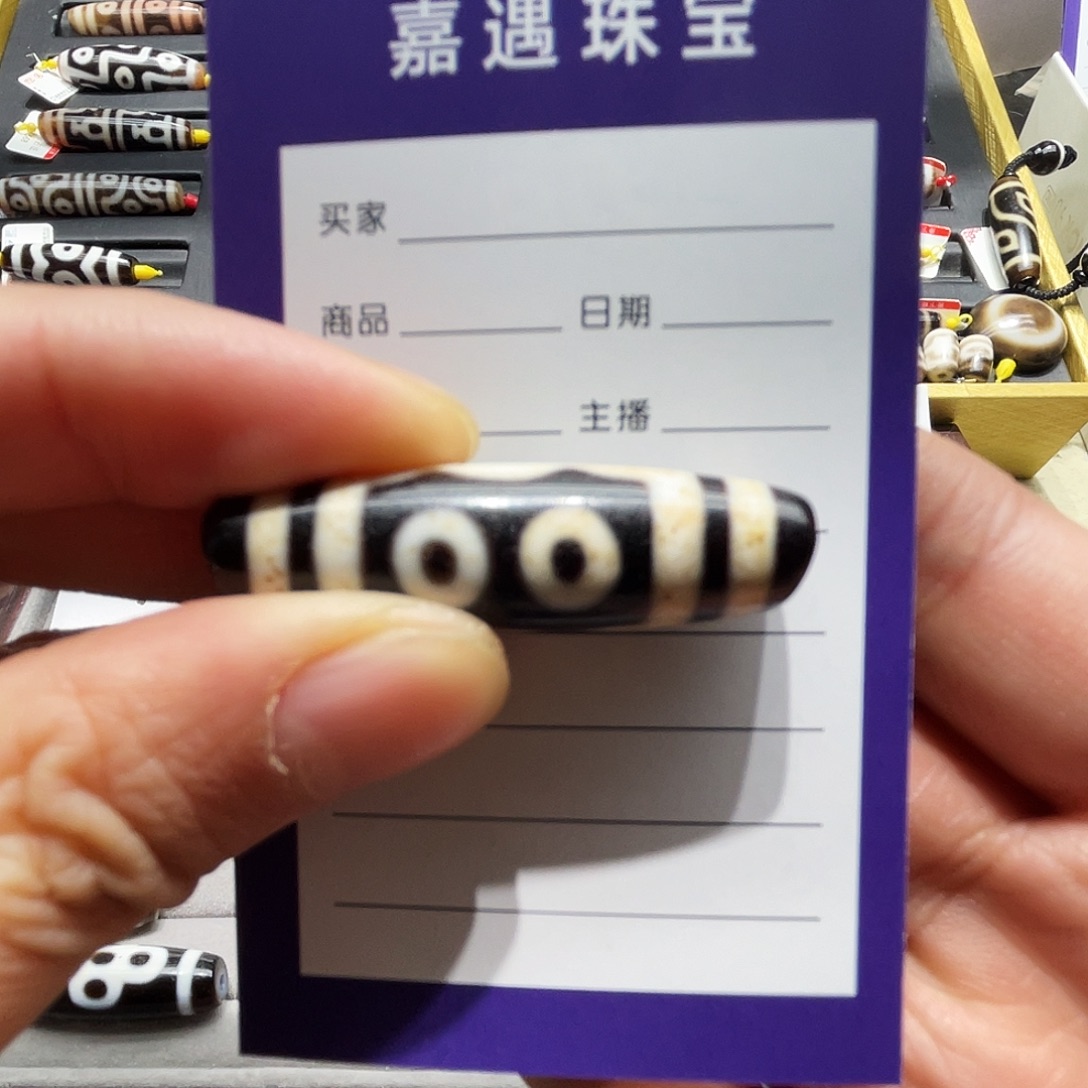 嘉遇珠宝
买家
商品 日期
主播